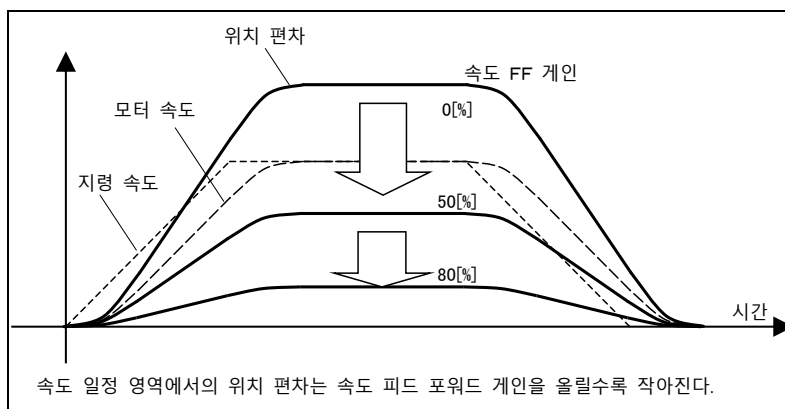 위치 편차
속도 FF 게인
모터 속도
0[%]
지령 속도
50[%]
80[%]
시간
속도 일정 영역에서의 위치 편차는 속도 피드 포워드 게인을 올릴수록 작아진다.